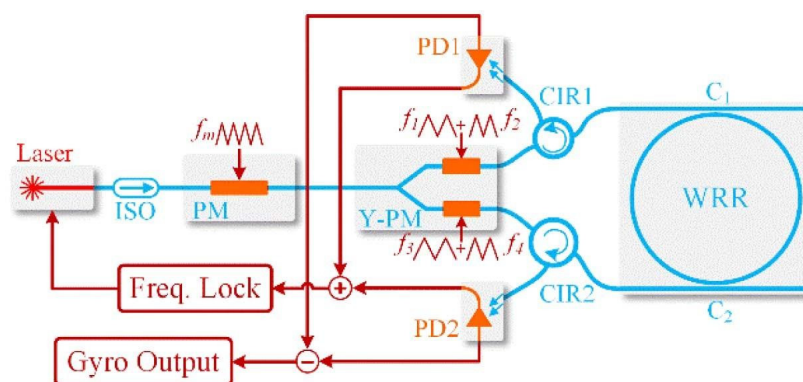 PD1
CIR1
C₁
f₁ + f₂
fₘ
Laser
ISO
PM
Y-PM
WRR
f₃ + f₄
CIR2
C₂
Freq. Lock
+
PD2
Gyro Output
−